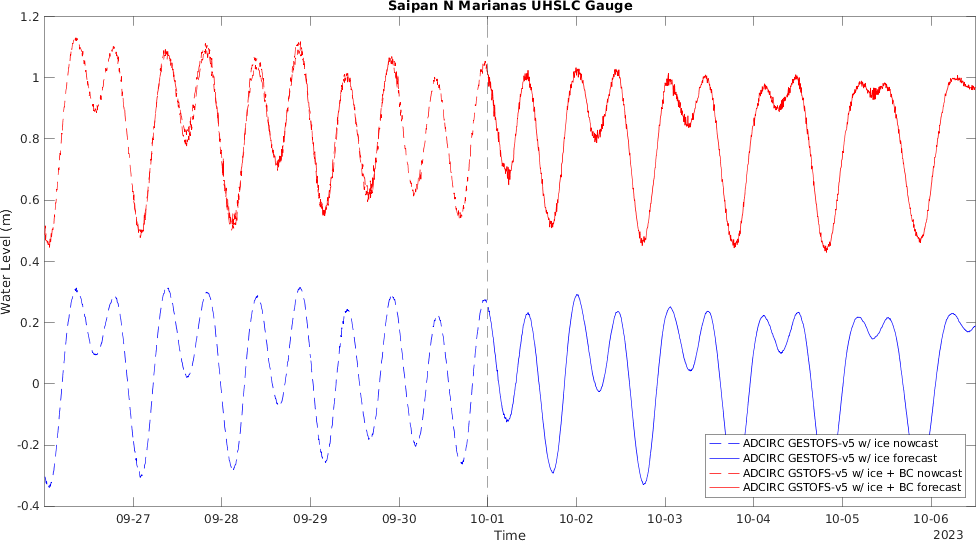 Saipan N Marianas UHSLC Gauge
1.2
1
0.8
0.6
0.4
0.2
0
-0.2
-0.4
Water Level (m)
ADCIRC GESTOFS-v5 w/ ice nowcast
ADCIRC GESTOFS-v5 w/ ice forecast
ADCIRC GSTOFS-v5 w/ ice + BC nowcast
ADCIRC GSTOFS-v5 w/ ice + BC forecast
09-27 09-28 09-29 09-30 10-01 10-02 10-03 10-04 10-05 10-06
Time
2023